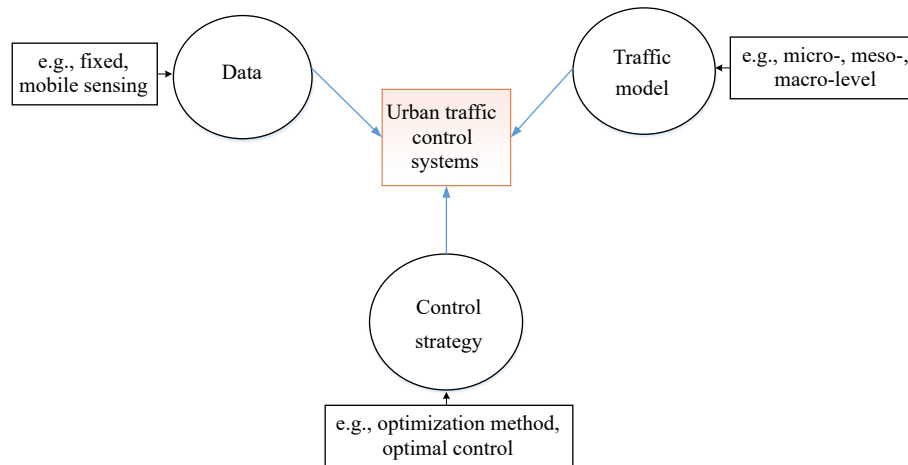 e.g., fixed,
mobile sensing
Data
Urban traffic
control
systems
Traffic
model
e.g., micro-, meso-,
macro-level
Control
strategy
e.g., optimization method,
optimal control